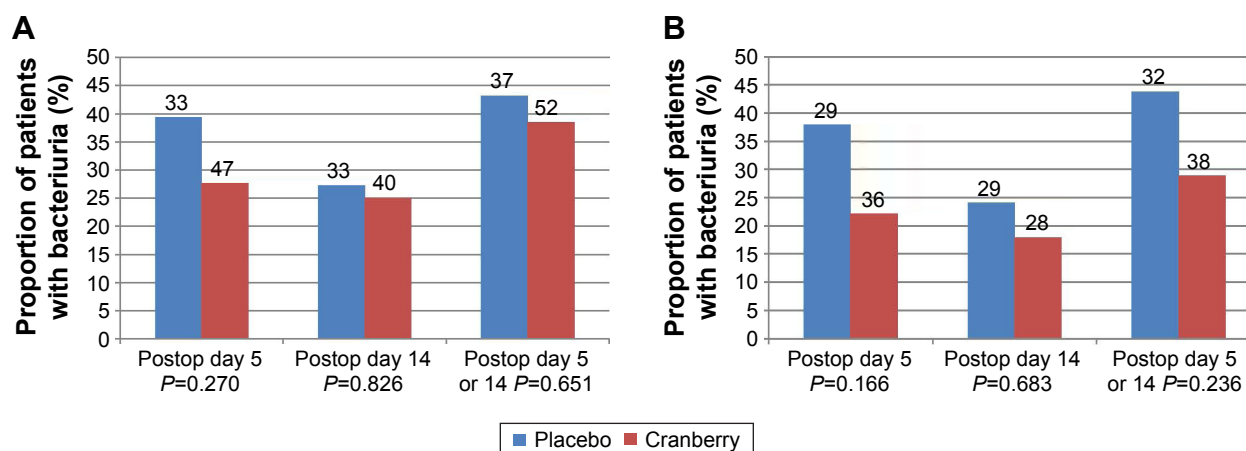 A
Proportion of patients
with bacteriuria (%)
50
45
40
35
30
25
20
15
10
5
0
33
47
33
40
37
52
Postop day 5
P=0.270
Postop day 14
P=0.826
Postop day 5
or 14 P=0.651
B
Proportion of patients
with bacteriuria (%)
50
45
40
35
30
25
20
15
10
5
0
29
36
29
28
32
38
Postop day 5
P=0.166
Postop day 14
P=0.683
Postop day 5
or 14 P=0.236
Placebo Cranberry